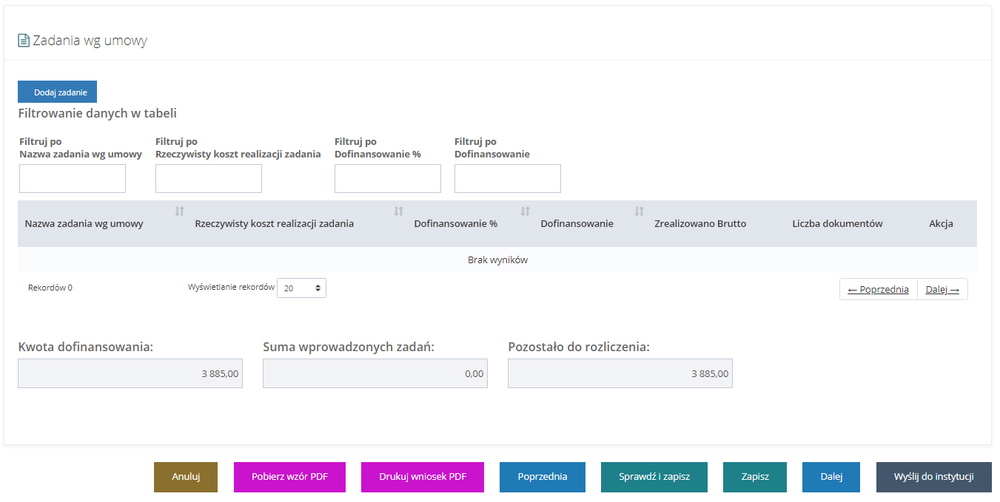 Zadania wg umowy
Dodaj zadanie
Filtrowanie danych w tabeli
Filtruj po
Nazwa zadania wg umowy
Filtruj po
Rzeczywisty koszt realizacji zadania
Filtruj po
Dofinansowanie %
Filtruj po
Dofinansowanie
Nazwa zadania wg umowy Rzeczywisty koszt realizacji zadania Dofinansowanie % Dofinansowanie Zrealizowano Brutto Liczba dokumentów Akcja
Brak wyników
Rekordów 0 Wyświetlanie rekordów 20 ← Poprzednia Dalej →
Kwota dofinansowania: Suma wprowadzonych zadań: Pozostało do rozliczenia:
3 885,00 0,00 3 885,00
Anuluj Pobierz wzór PDF Drukuj wniosek PDF Poprzednia Sprawdź i zapisz Zapisz Dalej Wyślij do instytucji